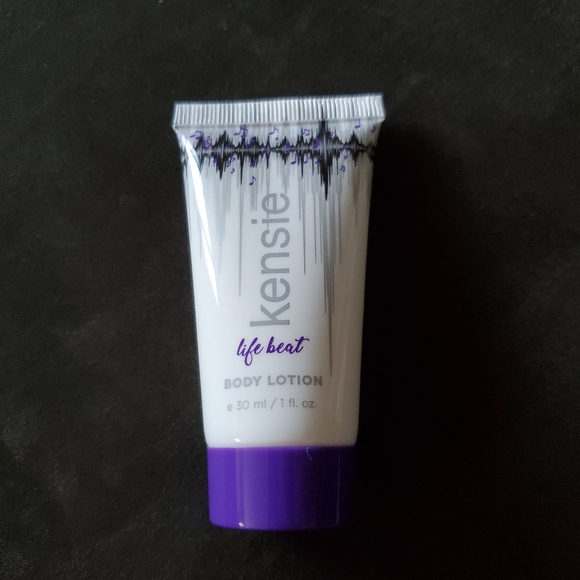 kensie
life beat
BODY LOTION
e 30 ml / 1 fl. oz.